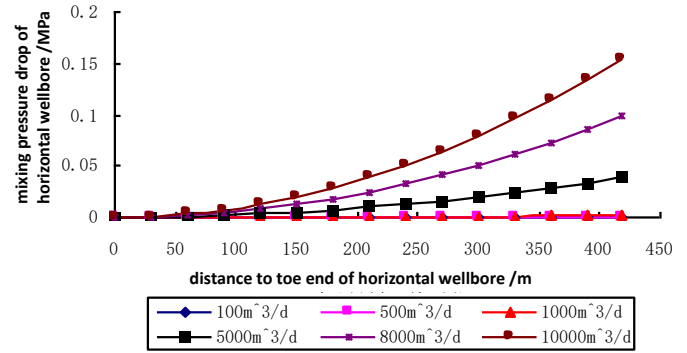 mixing pressure drop of
horizontal wellbore /MPa
0.2
0.15
0.1
0.05
0
0 50 100 150 200 250 300 350 400 450
distance to toe end of horizontal wellbore /m
100m^3/d 500m^3/d 1000m^3/d
5000m^3/d 8000m^3/d 10000m^3/d